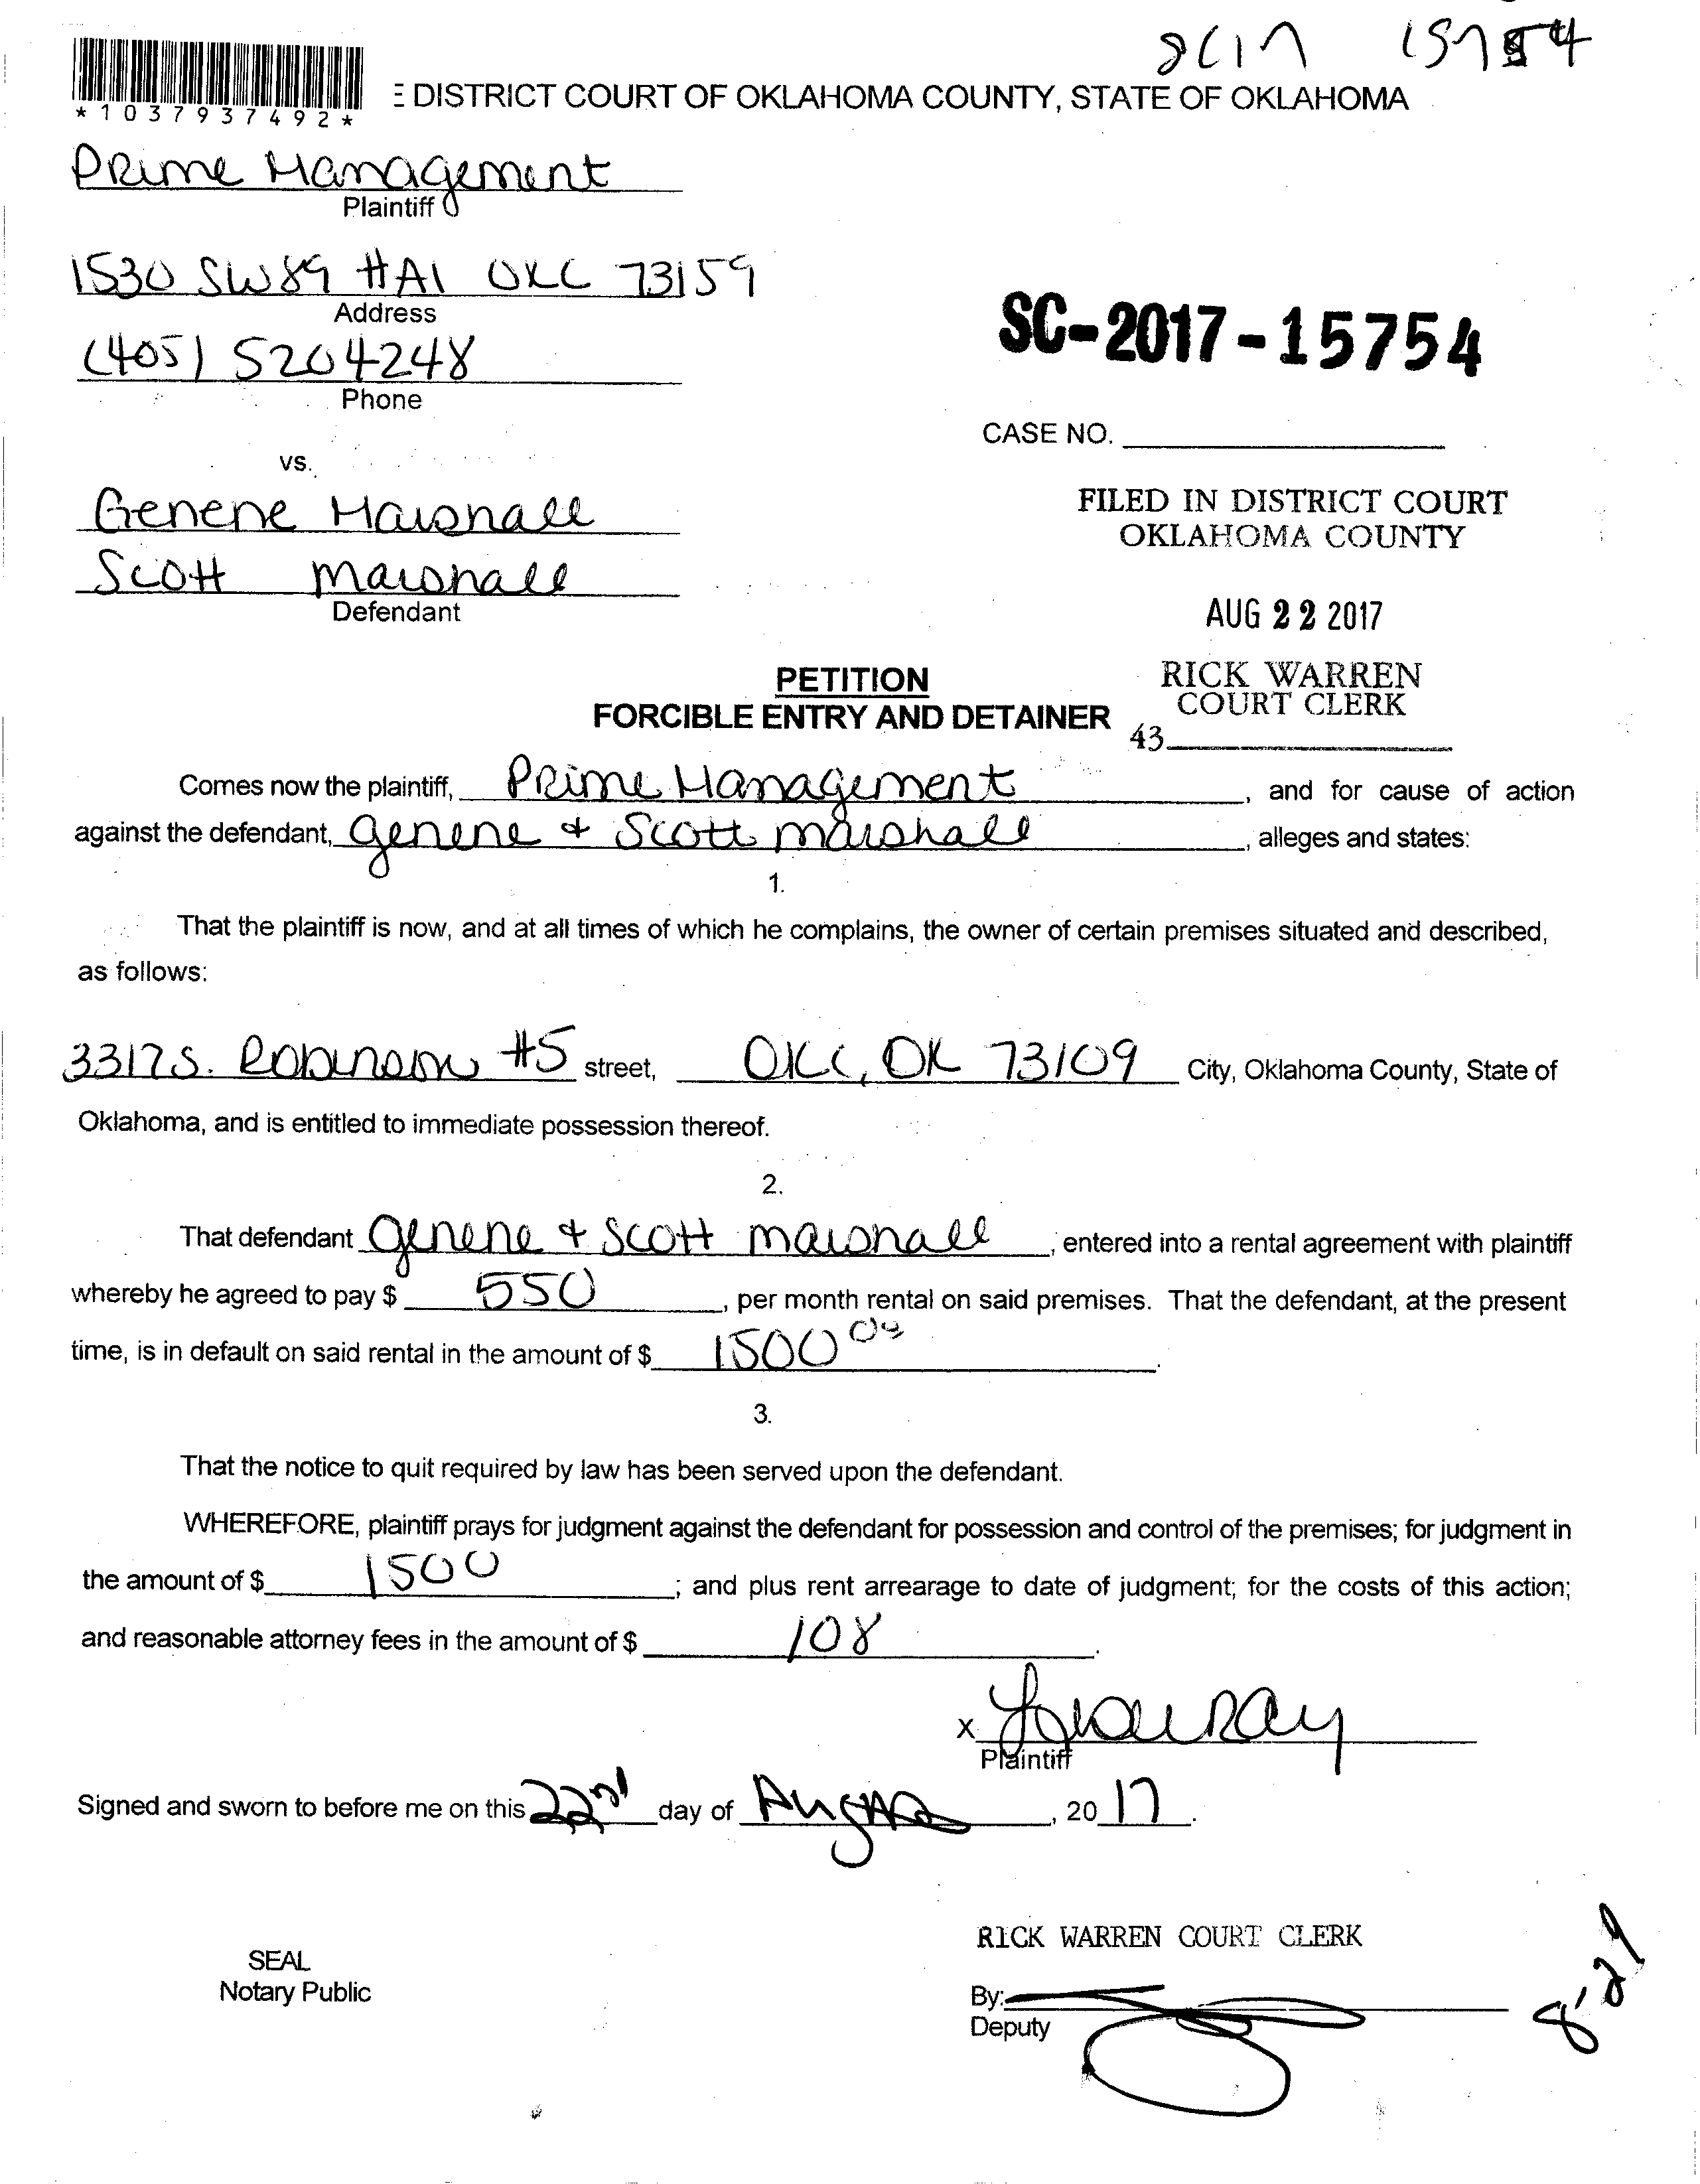 2017 15754
*1037937492*
E DISTRICT COURT OF OKLAHOMA COUNTY, STATE OF OKLAHOMA
Prime Management
Plaintiff
1530 SW 89 #A1 OKC 73159
Address
(405) 5204248
Phone
SC-2017-15754
CASE NO.
vs.
Genene Marshall
Scott Marshall
Defendant
FILED IN DISTRICT COURT
OKLAHOMA COUNTY
AUG 22 2017
RICK WARREN
COURT CLERK
43
PETITION
FORCIBLE ENTRY AND DETAINER
Comes now the plaintiff, Prime Management, and for cause of action
against the defendant, Genene + Scott Marshall, alleges and states:
1.
That the plaintiff is now, and at all times of which he complains, the owner of certain premises situated and described,
as follows:
3317 S. Robinson #5 street, OKC, OK 73109 City, Oklahoma County, State of
Oklahoma, and is entitled to immediate possession thereof.
2.
That defendant Genene + Scott Marshall, entered into a rental agreement with plaintiff
whereby he agreed to pay $ 550, per month rental on said premises. That the defendant, at the present
time, is in default on said rental in the amount of $ 1500 00.
3.
That the notice to quit required by law has been served upon the defendant.
WHEREFORE, plaintiff prays for judgment against the defendant for possession and control of the premises; for judgment in
the amount of $ 1500; and plus rent arrearage to date of judgment; for the costs of this action;
and reasonable attorney fees in the amount of $ 108.
x
Plaintiff
Signed and sworn to before me on this 22nd day of August, 2017.
RICK WARREN COURT CLERK
SEAL
Notary Public
By:
Deputy
8-29